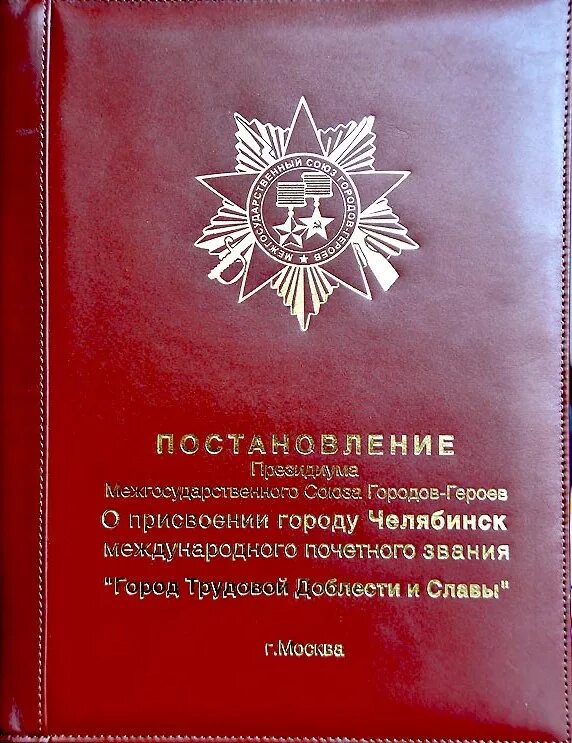 МЕЖГОСУДАРСТВЕННЫЙ СОЮЗ ГОРОДОВ-ГЕРОЕВ
ПОСТАНОВЛЕНИЕ
Президиума
Межгосударственного Союза Городов-Героев
О присвоении городу Челябинск
международного почетного звания
"Город Трудовой Доблести и Славы"
г.Москва